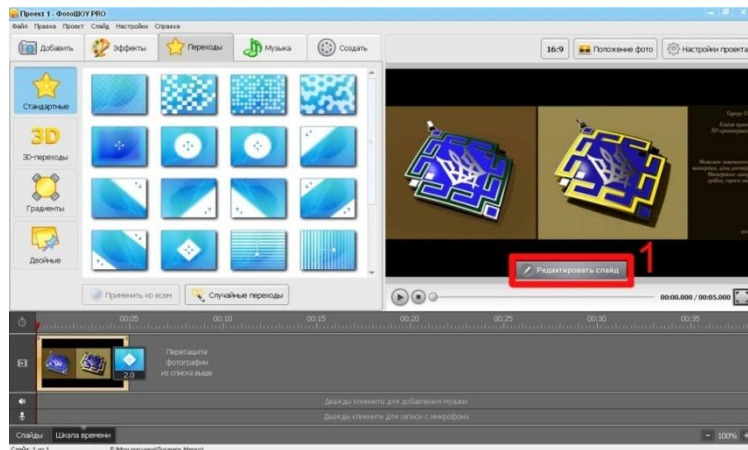 Проект 1 - ФотоШОУ PRO
Файл Правка Проект Слайд Настройки Справка
Добавить Эффекты Переходы Музыка Создать
16:9 Положение фото Настройки проекта
Стандартные
3D
3D-переходы
Градиенты
Двойные
Редактировать слайд 1
Применить ко всем Случайные переходы
00:00.000 / 00:05.000
00:05 00:10 00:15 00:20 00:25 00:30 00:35
Перетащите
фотографии
из списка выше
2.0
Дважды кликните для добавления музыки
Дважды кликните для записи с микрофона
Слайды Шкала времени 100%
Слайд 1 из 1